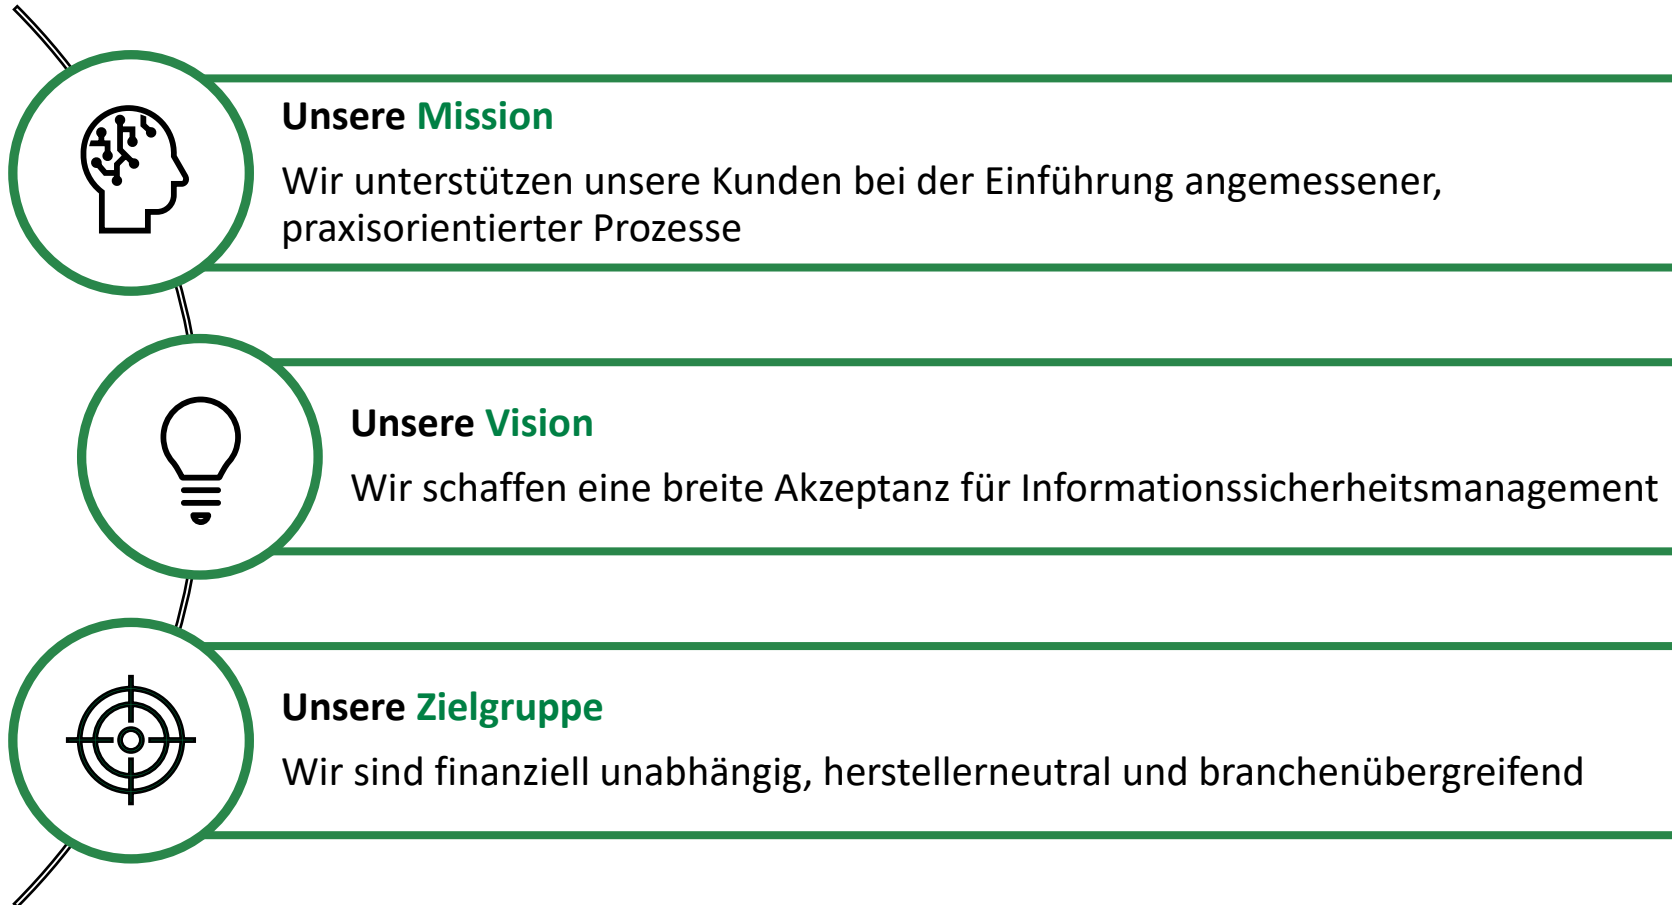 Unsere Mission
Wir unterstützen unsere Kunden bei der Einführung angemessener,
praxisorientierter Prozesse
Unsere Vision
Wir schaffen eine breite Akzeptanz für Informationssicherheitsmanagement
Unsere Zielgruppe
Wir sind finanziell unabhängig, herstellerneutral und branchenübergreifend